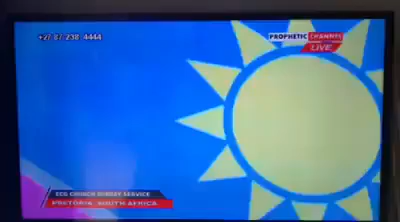 +27 87 238 4444
PROPHETIC CHANNEL
LIVE
ECG CHURCH SUNDAY SERVICE
PRETORIA, SOUTH AFRICA